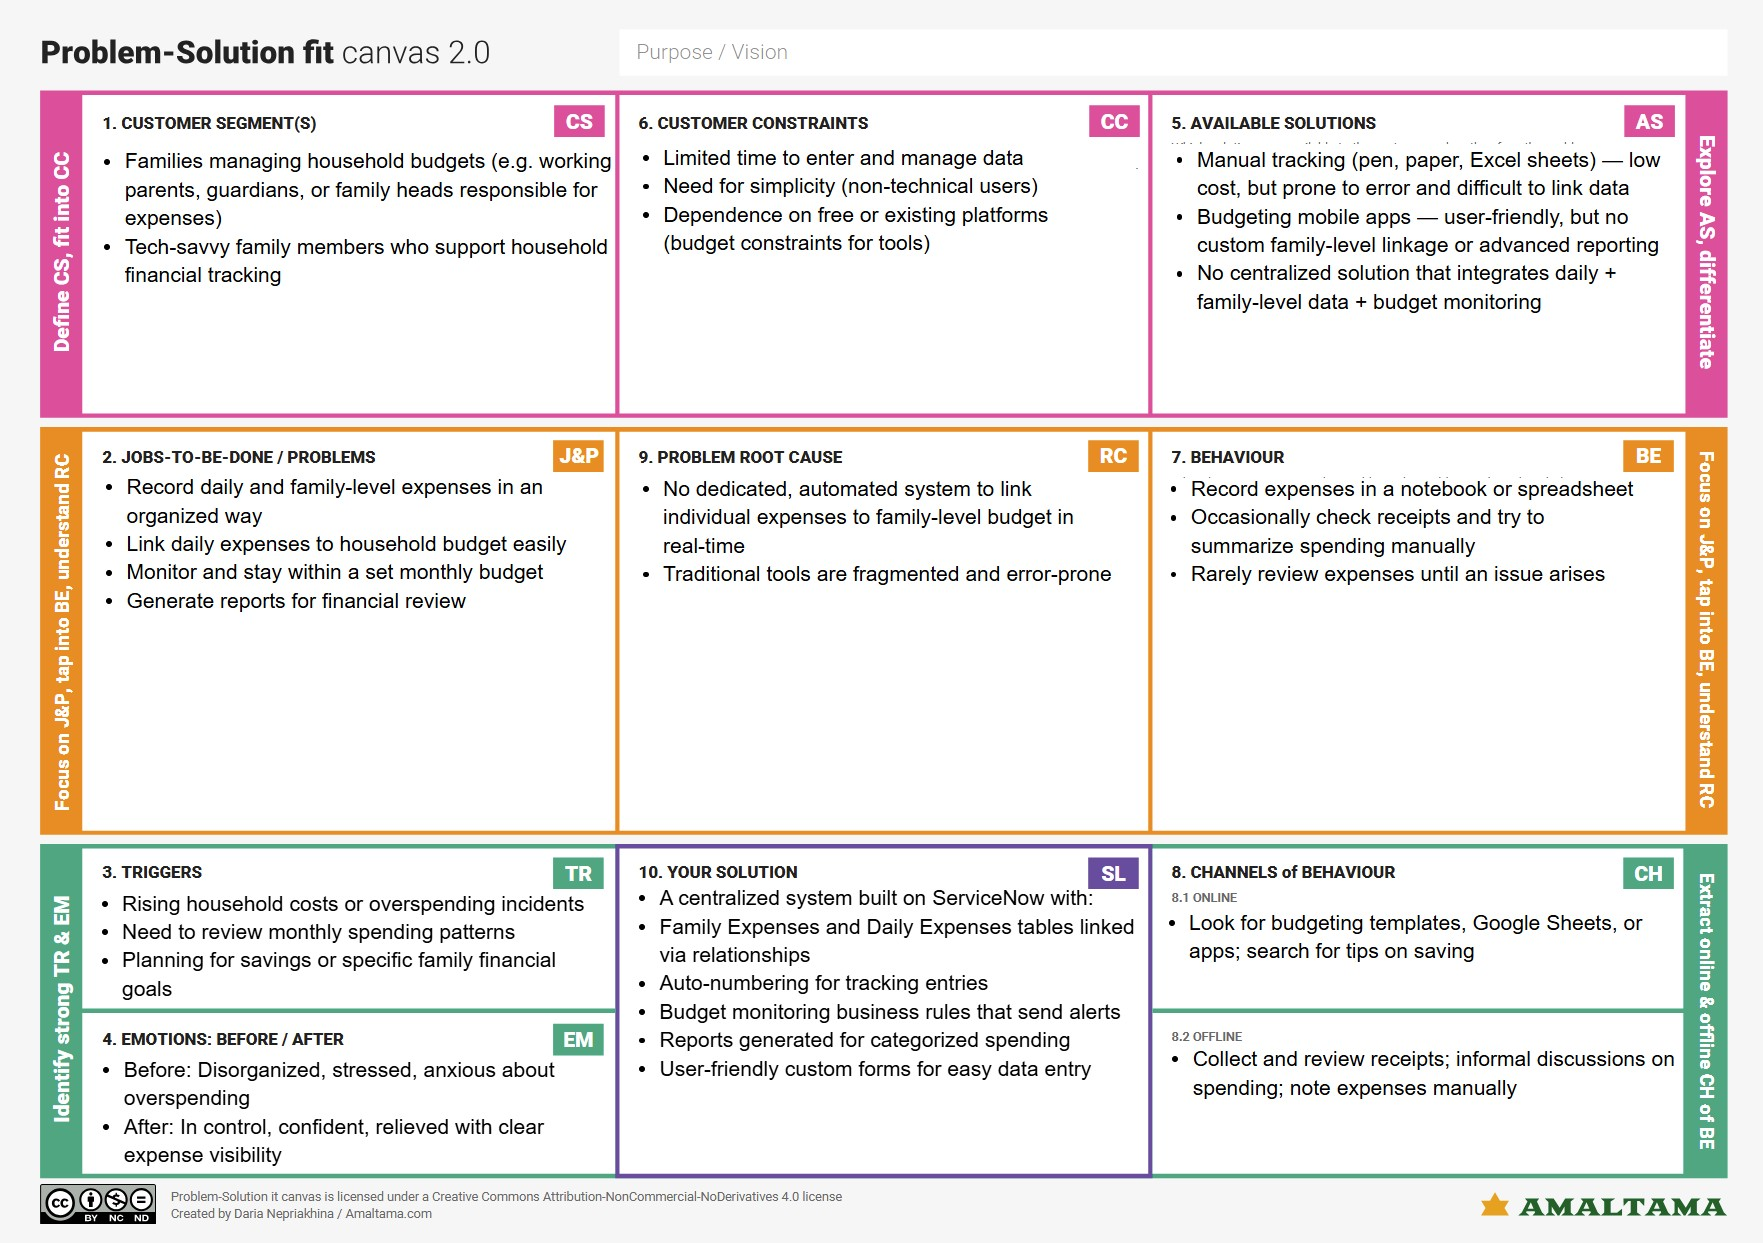 Problem-Solution fit canvas 2.0
Purpose / Vision
Define CS, fit into CC
1. CUSTOMER SEGMENT(S)
CS
• Families managing household budgets (e.g. working
parents, guardians, or family heads responsible for
expenses)
• Tech-savvy family members who support household
financial tracking
6. CUSTOMER CONSTRAINTS
CC
• Limited time to enter and manage data
• Need for simplicity (non-technical users)
• Dependence on free or existing platforms
(budget constraints for tools)
5. AVAILABLE SOLUTIONS
AS
• Manual tracking (pen, paper, Excel sheets) — low
cost, but prone to error and difficult to link data
• Budgeting mobile apps — user-friendly, but no
custom family-level linkage or advanced reporting
• No centralized solution that integrates daily +
family-level data + budget monitoring
Explore AS, differentiate
Focus on J&P, tap into BE, understand RC
2. JOBS-TO-BE-DONE / PROBLEMS
J&P
• Record daily and family-level expenses in an
organized way
• Link daily expenses to household budget easily
• Monitor and stay within a set monthly budget
• Generate reports for financial review
9. PROBLEM ROOT CAUSE
RC
• No dedicated, automated system to link
individual expenses to family-level budget in
real-time
• Traditional tools are fragmented and error-prone
7. BEHAVIOUR
BE
• Record expenses in a notebook or spreadsheet
• Occasionally check receipts and try to
summarize spending manually
• Rarely review expenses until an issue arises
Focus on J&P, tap into BE, understand RC
Identify strong TR & EM
3. TRIGGERS
TR
• Rising household costs or overspending incidents
• Need to review monthly spending patterns
• Planning for savings or specific family financial
goals
4. EMOTIONS: BEFORE / AFTER
EM
• Before: Disorganized, stressed, anxious about
overspending
• After: In control, confident, relieved with clear
expense visibility
10. YOUR SOLUTION
SL
• A centralized system built on ServiceNow with:
• Family Expenses and Daily Expenses tables linked
via relationships
• Auto-numbering for tracking entries
• Budget monitoring business rules that send alerts
• Reports generated for categorized spending
• User-friendly custom forms for easy data entry
8. CHANNELS of BEHAVIOUR
CH
8.1 ONLINE
• Look for budgeting templates, Google Sheets, or
apps; search for tips on saving
8.2 OFFLINE
• Collect and review receipts; informal discussions on
spending; note expenses manually
Extract online & offline CH of BE
CC BY NC ND
Problem-Solution it canvas is licensed under a Creative Commons Attribution-NonCommercial-NoDerivatives 4.0 license
Created by Daria Nepriakhina / Amaltama.com
AMALTAMA